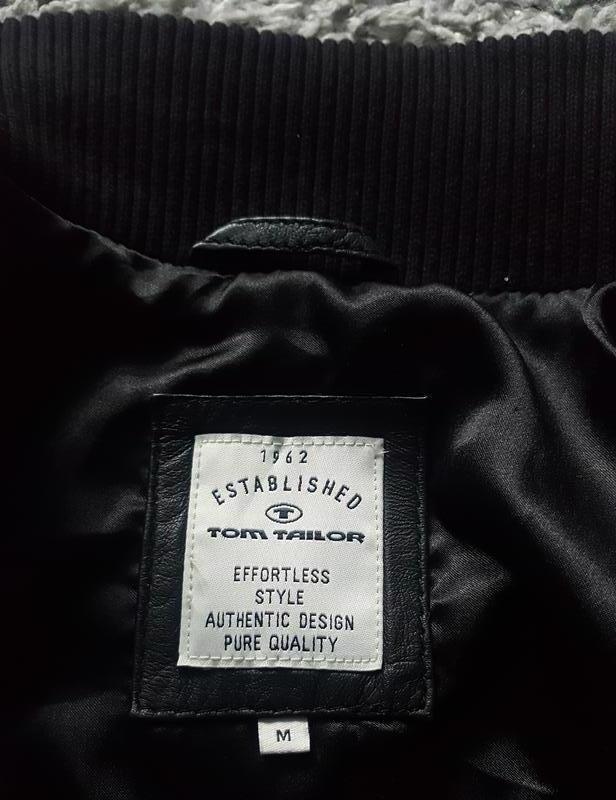 1962
ESTABLISHED
T
TOM TAILOR
EFFORTLESS
STYLE
AUTHENTIC DESIGN
PURE QUALITY
M